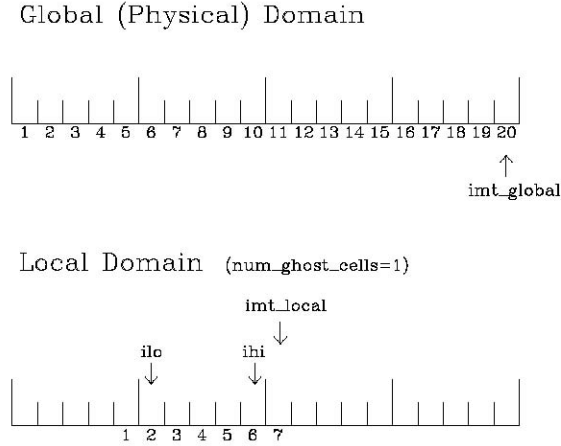 Global (Physical) Domain
1 2 3 4 5 6 7 8 9 10 11 12 13 14 15 16 17 18 19 20
imt_global
Local Domain (num_ghost_cells=1)
imt_local
ilo ihi
1 2 3 4 5 6 7